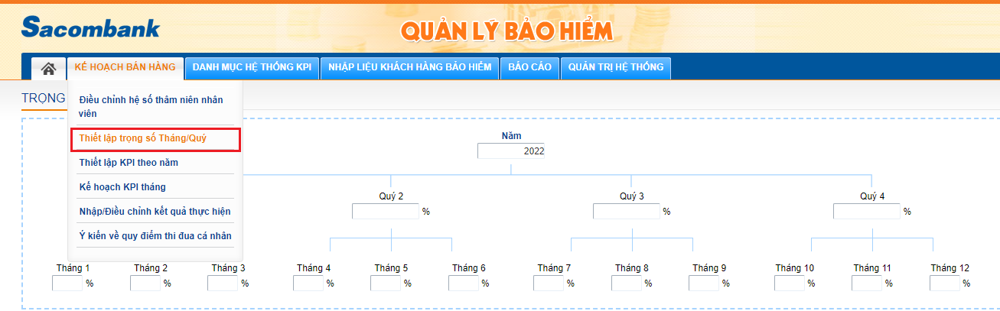 Sacombank
QUẢN LÝ BẢO HIỂM
KẾ HOẠCH BÁN HÀNG
DANH MỤC HỆ THỐNG KPI
NHẬP LIỆU KHÁCH HÀNG BẢO HIỂM
BÁO CÁO
QUẢN TRỊ HỆ THỐNG
TRỌNG
Điều chỉnh hệ số thâm niên nhân
viên
Thiết lập trọng số Tháng/Quý
Thiết lập KPI theo năm
Kế hoạch KPI tháng
Nhập/Điều chỉnh kết quả thực hiện
Ý kiến về quy điểm thi đua cá nhân
Năm
2022
Quý 2
%
Quý 3
%
Quý 4
%
Tháng 1
%
Tháng 2
%
Tháng 3
%
Tháng 4
%
Tháng 5
%
Tháng 6
%
Tháng 7
%
Tháng 8
%
Tháng 9
%
Tháng 10
%
Tháng 11
%
Tháng 12
%